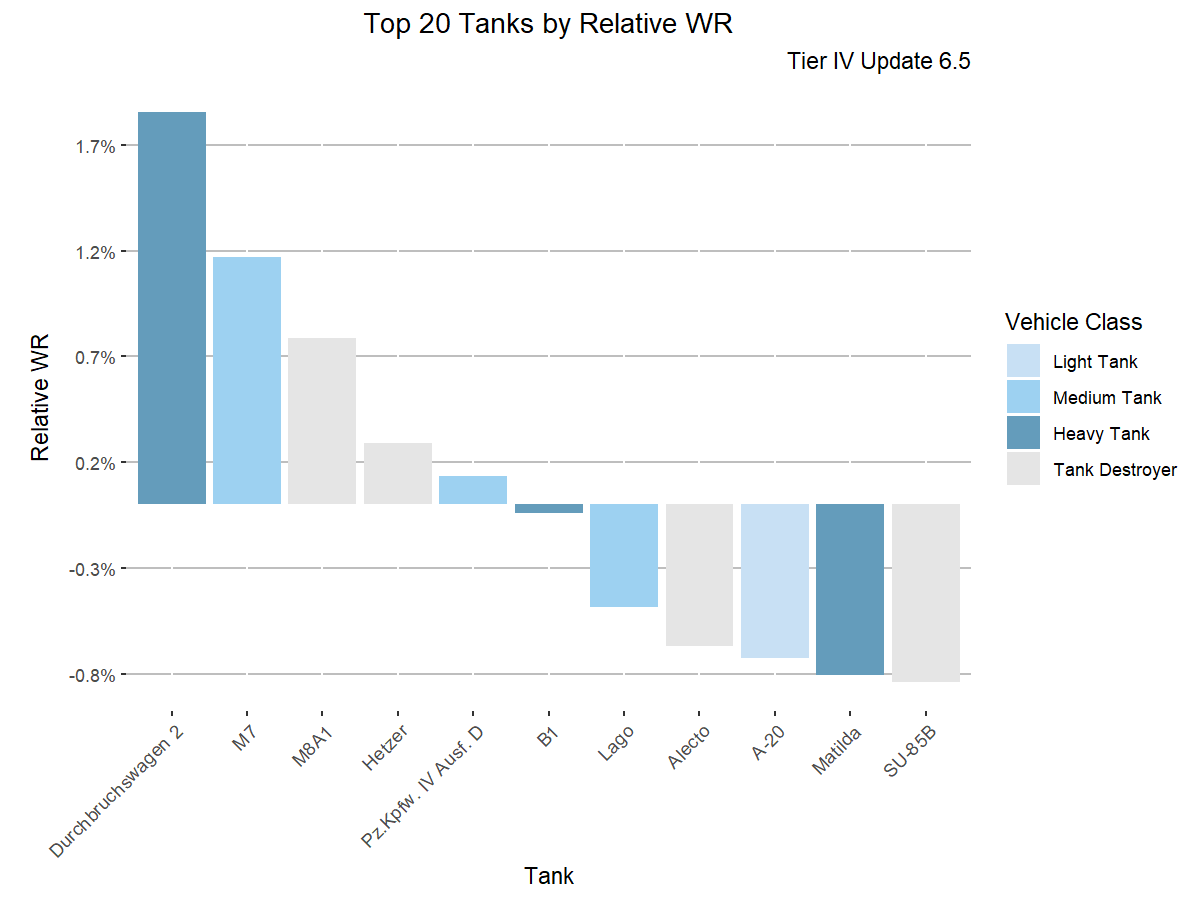 Top 20 Tanks by Relative WR
Tier IV Update 6.5
1.7%
1.2%
0.7%
0.2%
-0.3%
-0.8%
Relative WR
Durchbruchswagen 2
M7
M8A1
Hetzer
Pz.Kpfw. IV Ausf. D
B1
Lago
Alecto
A-20
Matilda
SU-85B
Tank
Vehicle Class
Light Tank
Medium Tank
Heavy Tank
Tank Destroyer